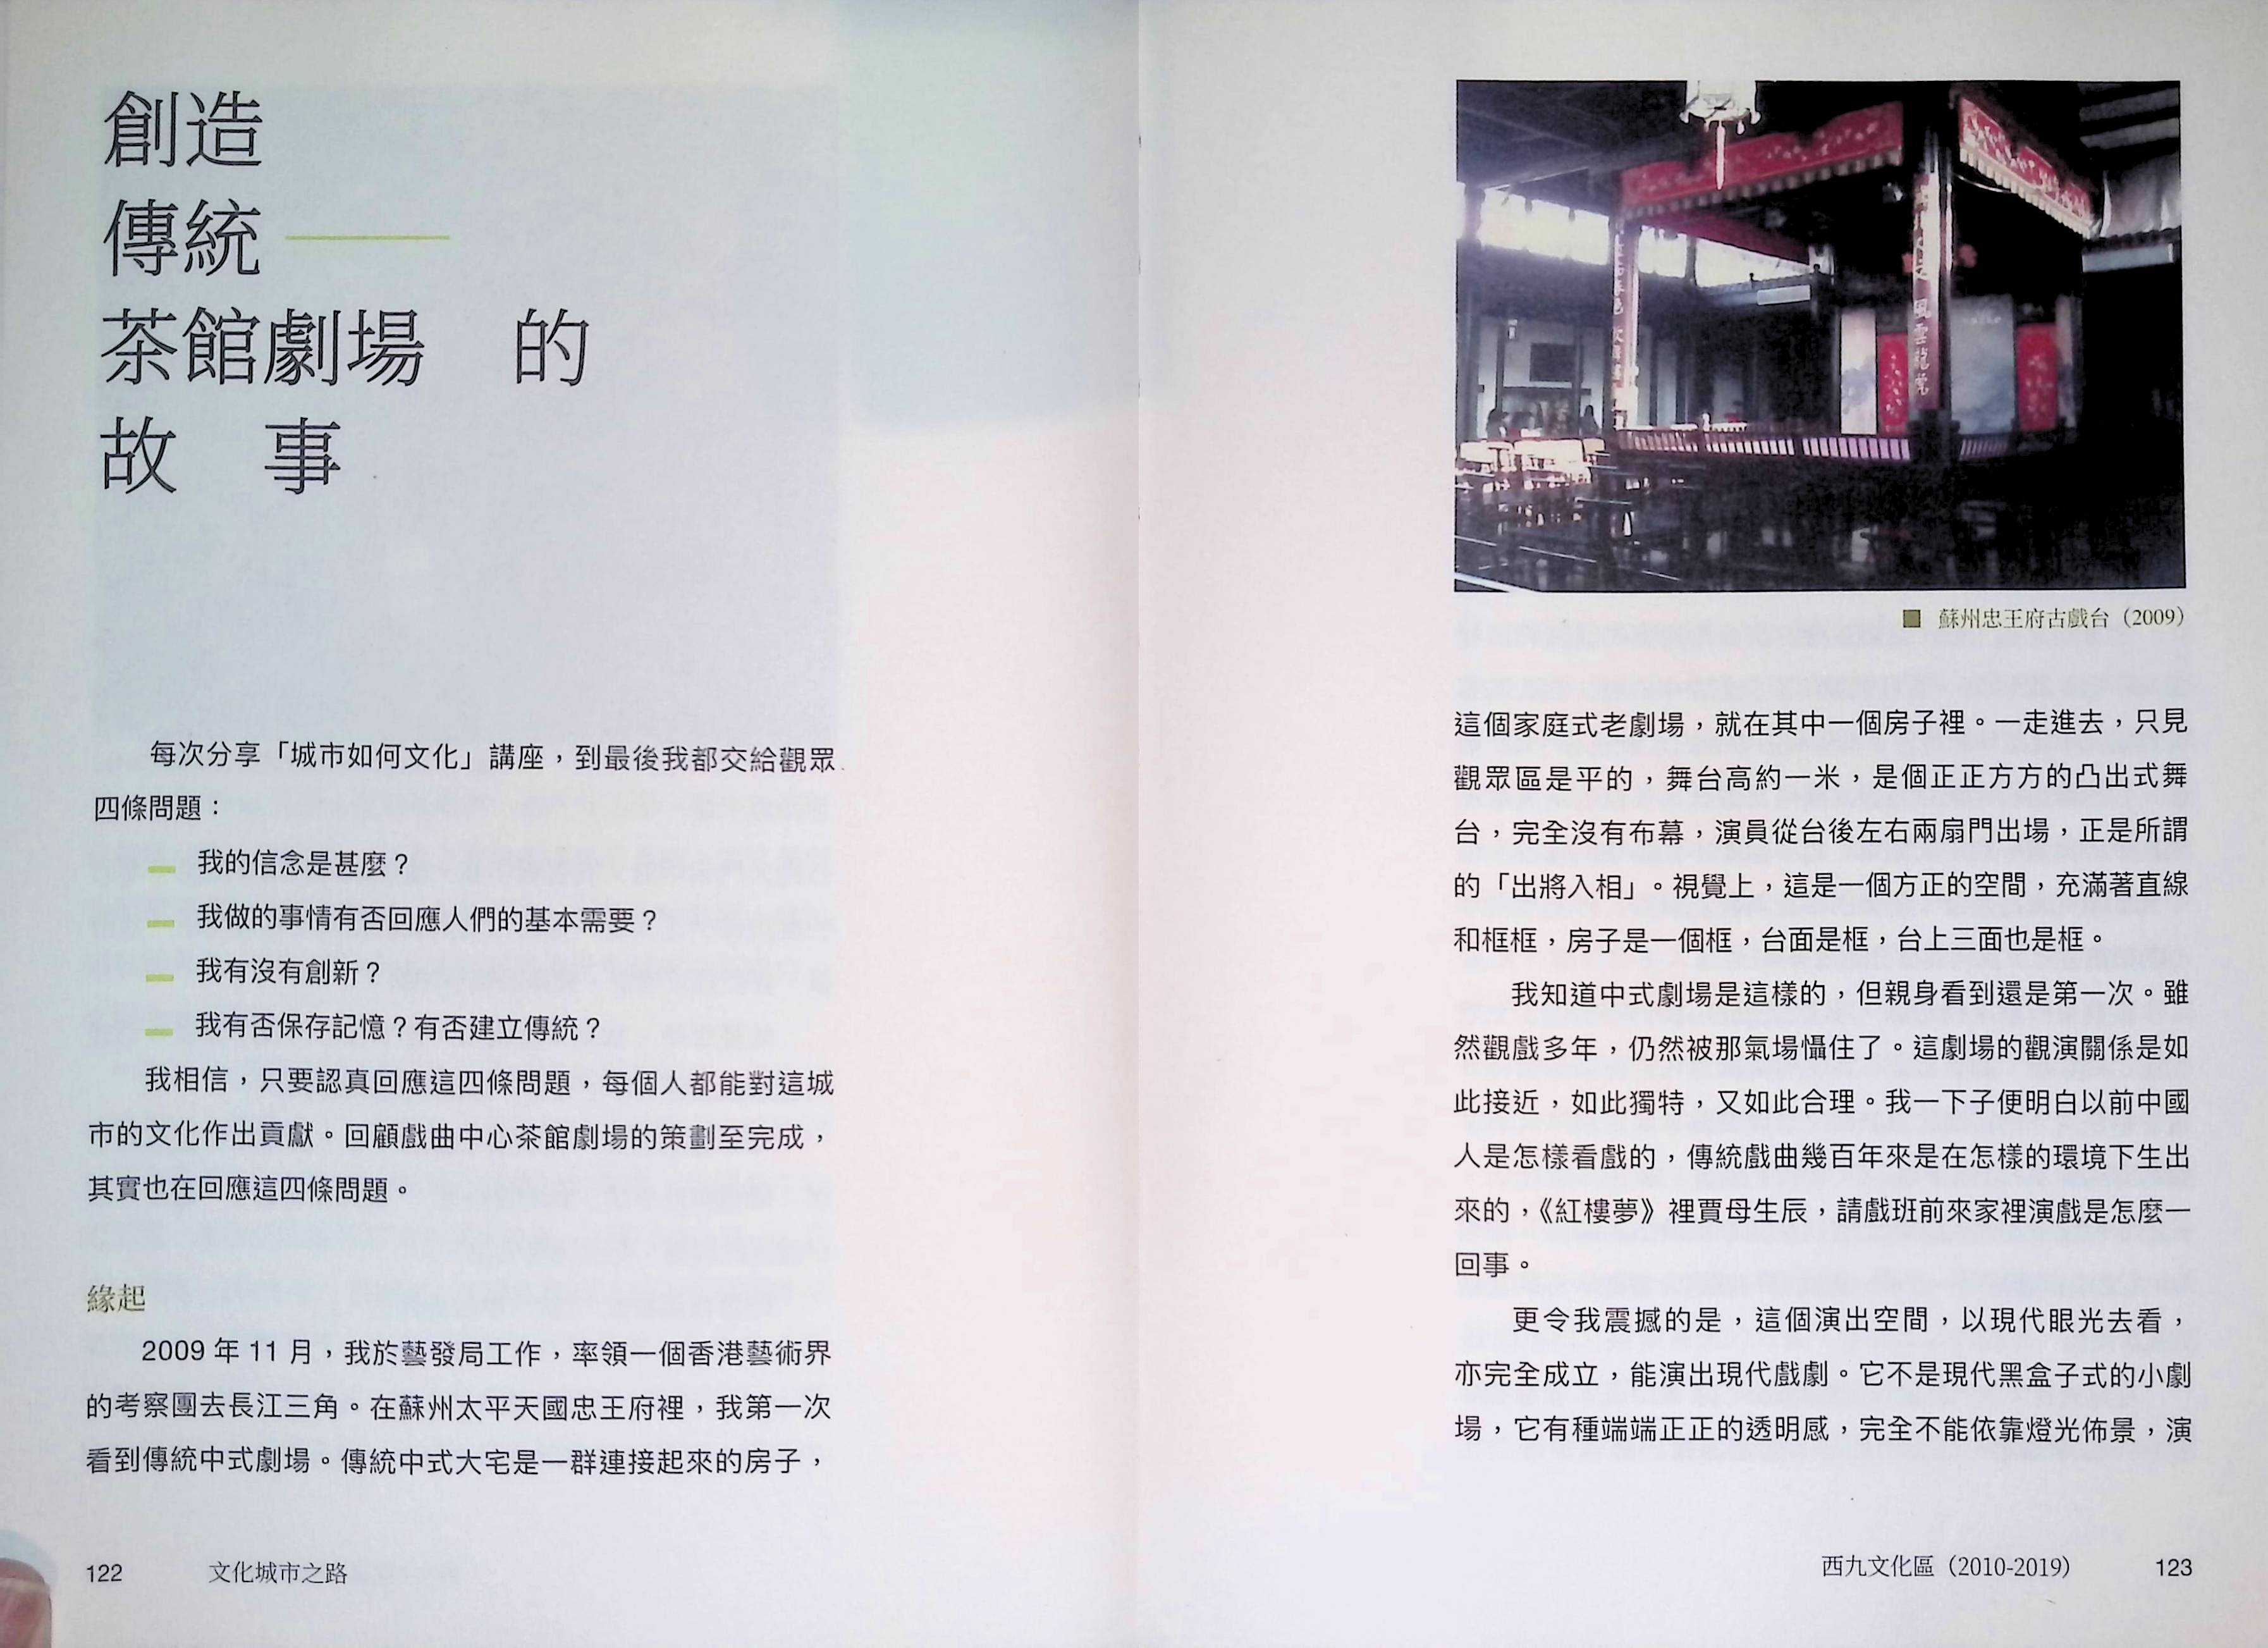 創造
傳統——
茶館劇場 的
故 事
每次分享「城市如何文化」講座，到最後我都交給觀眾
四條問題：
我的信念是甚麼？
我做的事情有否回應人們的基本需要？
我有沒有創新？
我有否保存記憶？有否建立傳統？
我相信，只要認真回應這四條問題，每個人都能對這城
市的文化作出貢獻。回顧戲曲中心茶館劇場的策劃至完成，
其實也在回應這四條問題。
緣起
2009 年 11 月，我於藝發局工作，率領一個香港藝術界
的考察團去長江三角。在蘇州太平天國忠王府裡，我第一次
看到傳統中式劇場。傳統中式大宅是一群連接起來的房子，
122 文化城市之路
風雲龍虎
■ 蘇州忠王府古戲台（2009）
這個家庭式老劇場，就在其中一個房子裡。一走進去，只見
觀眾區是平的，舞台高約一米，是個正正方方的凸出式舞
台，完全沒有布幕，演員從台後左右兩扇門出場，正是所謂
的「出將入相」。視覺上，這是一個方正的空間，充滿著直線
和框框，房子是一個框，台面是框，台上三面也是框。
我知道中式劇場是這樣的，但親身看到還是第一次。雖
然觀戲多年，仍然被那氣場懾住了。這劇場的觀演關係是如
此接近，如此獨特，又如此合理。我一下子便明白以前中國
人是怎樣看戲的，傳統戲曲幾百年來是在怎樣的環境下生出
來的，《紅樓夢》裡賈母生辰，請戲班前來家裡演戲是怎麼一
回事。
更令我震撼的是，這個演出空間，以現代眼光去看，
亦完全成立，能演出現代戲劇。它不是現代黑盒子式的小劇
場，它有種端端正正的透明感，完全不能依靠燈光佈景，演
西九文化區（2010-2019） 123